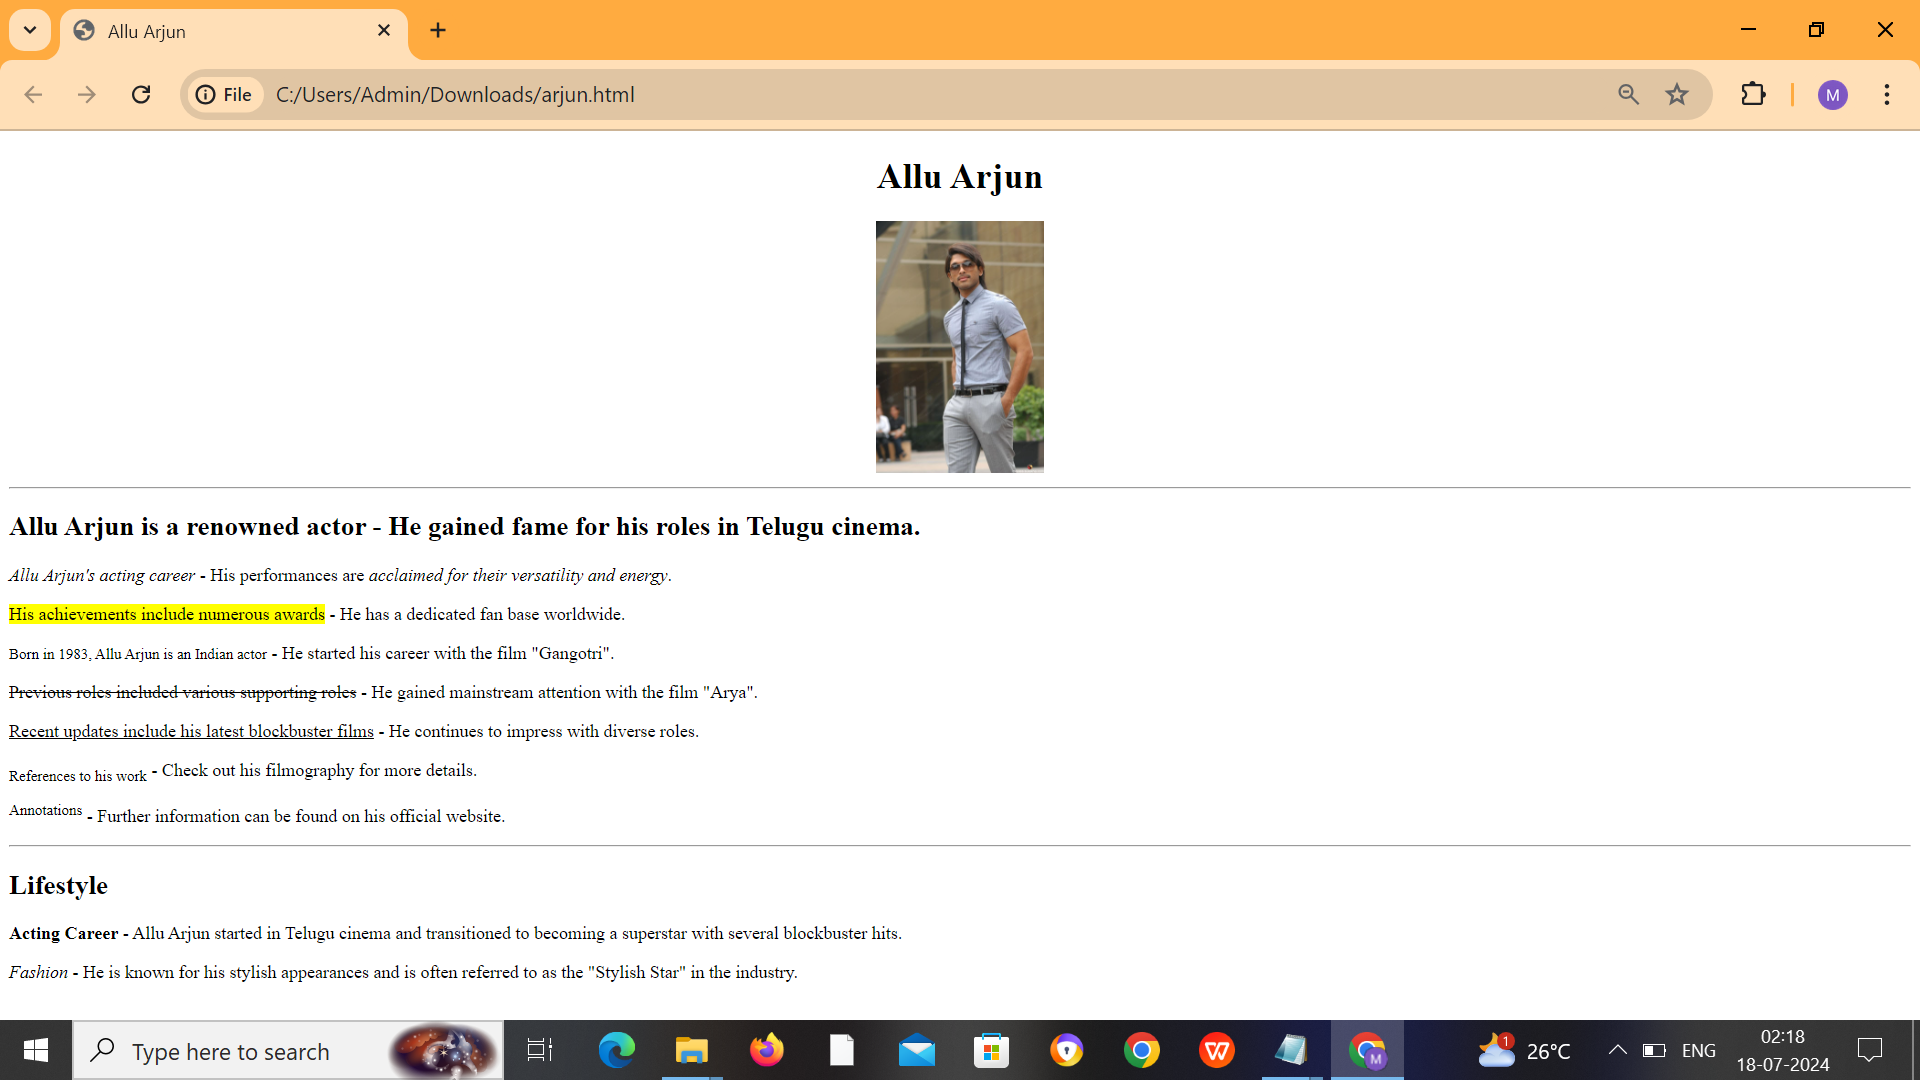 Allu Arjun
File
C:/Users/Admin/Downloads/arjun.html
M
Allu Arjun
Allu Arjun is a renowned actor - He gained fame for his roles in Telugu cinema.
Allu Arjun's acting career - His performances are acclaimed for their versatility and energy.
His achievements include numerous awards - He has a dedicated fan base worldwide.
Born in 1983, Allu Arjun is an Indian actor - He started his career with the film "Gangotri".
Previous roles included various supporting roles - He gained mainstream attention with the film "Arya".
Recent updates include his latest blockbuster films - He continues to impress with diverse roles.
References to his work - Check out his filmography for more details.
Annotations - Further information can be found on his official website.
Lifestyle
Acting Career - Allu Arjun started in Telugu cinema and transitioned to becoming a superstar with several blockbuster hits.
Fashion - He is known for his stylish appearances and is often referred to as the "Stylish Star" in the industry.
Type here to search
W
M
1
26°C
ENG
02:18
18-07-2024